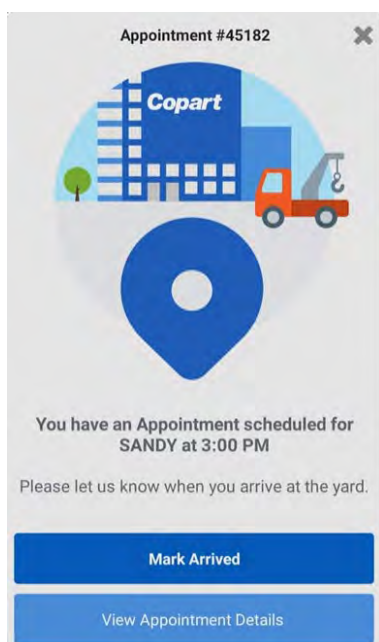 Appointment #45182
Copart
You have an Appointment scheduled for
SANDY at 3:00 PM
Please let us know when you arrive at the yard.
Mark Arrived
View Appointment Details